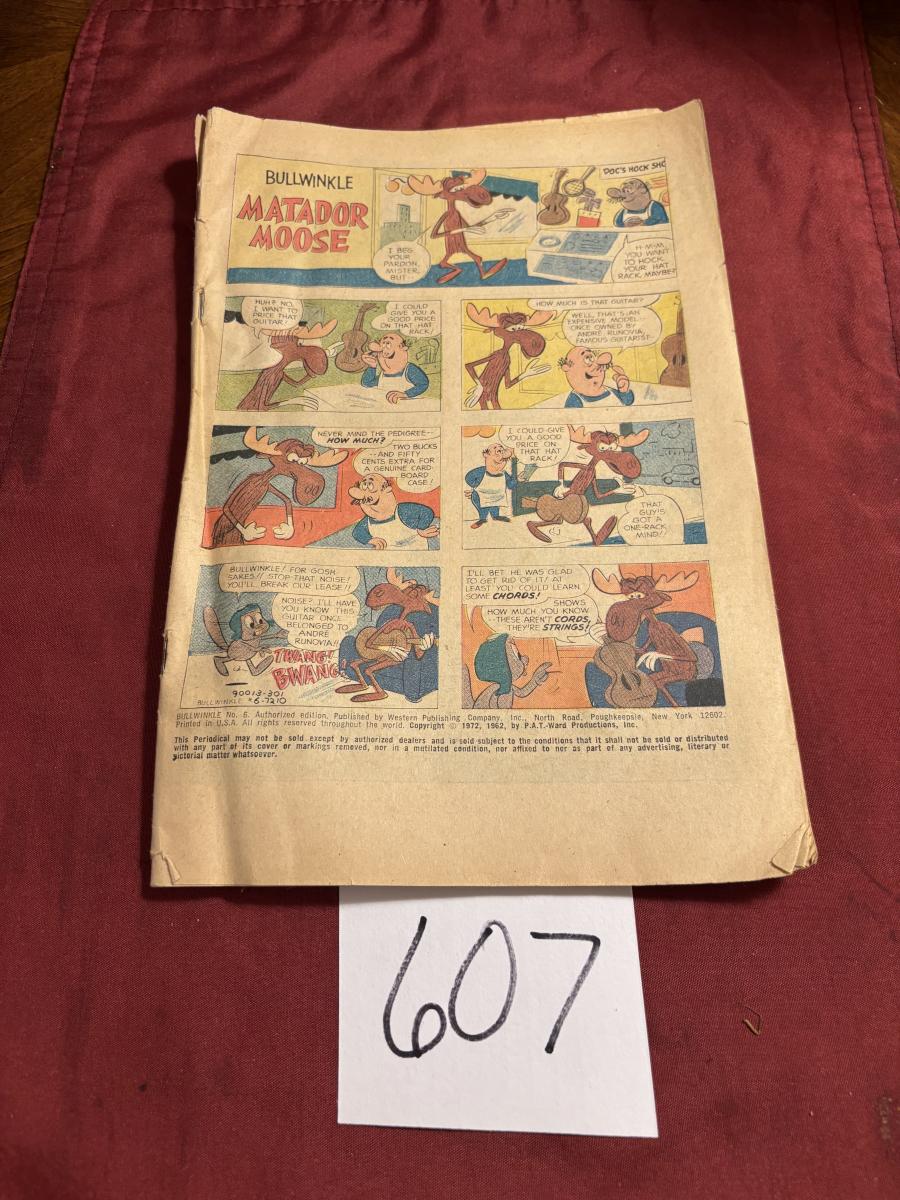 BULLWINKLE
MATADOR
MOOSE
I BEG
YOUR
PARDON,
MISTER,
BUT--
DOC'S HOCK SHO
H-M-M.
YOU WANT
TO HOCK
YOUR HAT
RACK, MAYBE?
HUH? NO,
I WANT TO
PRICE THAT
GUITAR!
I COULD
GIVE YOU A
GOOD PRICE
ON THAT HAT
RACK!
HOW MUCH IS THAT GUITAR?
WELL, THAT'S AN
EXPENSIVE MODEL--
ONCE OWNED BY
ANDRÉ RUNOVIA,
FAMOUS GUITARIST--
NEVER MIND THE PEDIGREE--
HOW MUCH?
TWO BUCKS
--AND FIFTY
CENTS EXTRA FOR
A GENUINE CARD-
BOARD
CASE!
I COULD GIVE
YOU A GOOD
PRICE ON
THAT HAT
RACK!
THAT
GUY'S
GOT A
ONE-RACK
MIND!!
BULLWINKLE! FOR GOSH
SAKES!! STOP THAT NOISE!
YOU'LL BREAK OUR LEASE!!
NOISE? I'LL HAVE
YOU KNOW THIS
GUITAR ONCE
BELONGED TO
ANDRÉ
RUNOVIA!!
TWANG!
BWANG!
90013-301
BULLWINKLE #6-7210
I'LL BET HE WAS GLAD
TO GET RID OF IT! AT
LEAST YOU COULD LEARN
SOME CHORDS!
SHOWS
HOW MUCH YOU KNOW
--THESE AREN'T CORDS,
THEY'RE STRINGS!
BULLWINKLE No. 6. Authorized edition. Published by Western Publishing Company, Inc., North Road, Poughkeepsie, New York 12602.
Printed in U.S.A. All rights reserved throughout the world. Copyright © 1972, 1962, by P.A.T.-Ward Productions, Inc.
This Periodical may not be sold except by authorized dealers and is sold subject to the conditions that it shall not be sold or distributed
with any part of its cover or markings removed, nor in a mutilated condition, nor affixed to nor as part of any advertising, literary or
pictorial matter whatsoever.
607